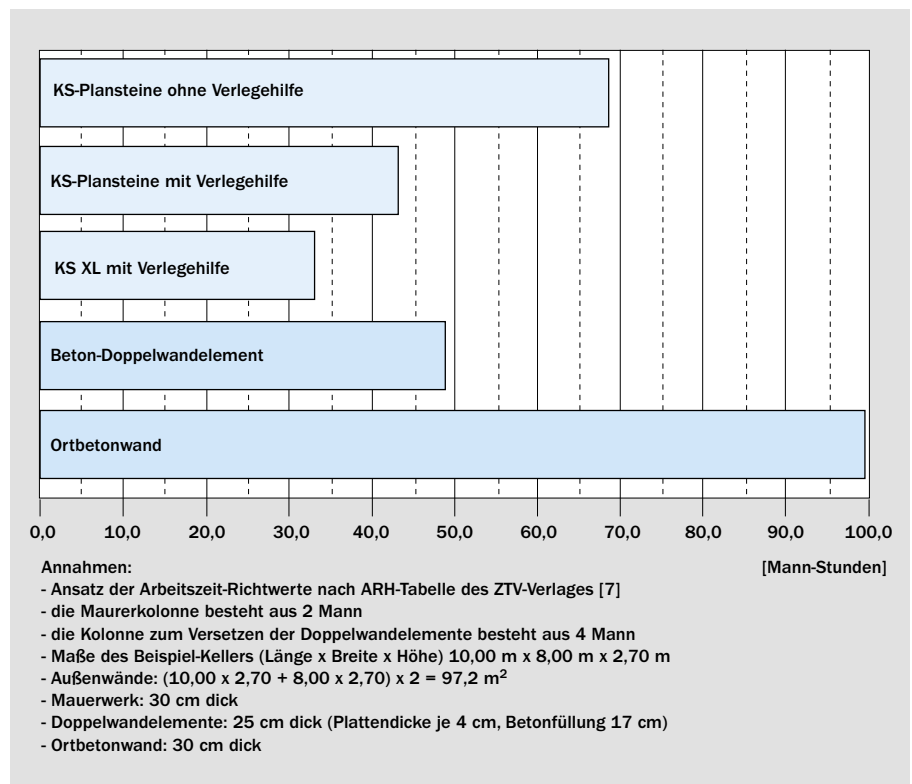 KS-Plansteine ohne Verlegehilfe
KS-Plansteine mit Verlegehilfe
KS XL mit Verlegehilfe
Beton-Doppelwandelement
Ortbetonwand
0,0 10,0 20,0 30,0 40,0 50,0 60,0 70,0 80,0 90,0 100,0
[Mann-Stunden]
Annahmen:
- Ansatz der Arbeitszeit-Richtwerte nach ARH-Tabelle des ZTV-Verlages [7]
- die Maurerkolonne besteht aus 2 Mann
- die Kolonne zum Versetzen der Doppelwandelemente besteht aus 4 Mann
- Maße des Beispiel-Kellers (Länge x Breite x Höhe) 10,00 m x 8,00 m x 2,70 m
- Außenwände: (10,00 x 2,70 + 8,00 x 2,70) x 2 = 97,2 m²
- Mauerwerk: 30 cm dick
- Doppelwandelemente: 25 cm dick (Plattendicke je 4 cm, Betonfüllung 17 cm)
- Ortbetonwand: 30 cm dick